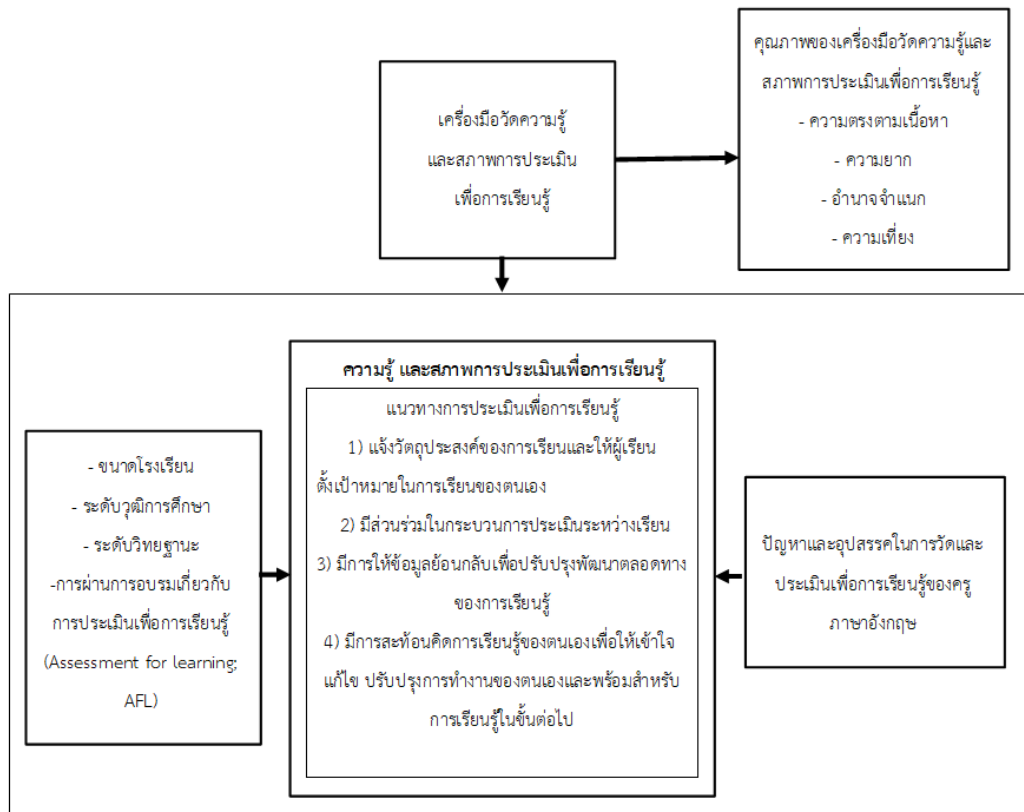 คุณภาพของเครื่องมือวัดความรู้และ
สภาพการประเมินเพื่อการเรียนรู้
- ความตรงตามเนื้อหา
- ความยาก
- อำนาจจำแนก
- ความเที่ยง
เครื่องมือวัดความรู้
และสภาพการประเมิน
เพื่อการเรียนรู้
ความรู้ และสภาพการประเมินเพื่อการเรียนรู้
แนวทางการประเมินเพื่อการเรียนรู้
1) แจ้งวัตถุประสงค์ของการเรียนและให้ผู้เรียน
ตั้งเป้าหมายในการเรียนของตนเอง
2) มีส่วนร่วมในกระบวนการประเมินระหว่างเรียน
3) มีการให้ข้อมูลย้อนกลับเพื่อปรับปรุงพัฒนาตลอดทาง
ของการเรียนรู้
4) มีการสะท้อนคิดการเรียนรู้ของตนเองเพื่อให้เข้าใจ
แก้ไข ปรับปรุงการทำงานของตนเองและพร้อมสำหรับ
การเรียนรู้ในขั้นต่อไป
- ขนาดโรงเรียน
- ระดับวุฒิการศึกษา
- ระดับวิทยฐานะ
-การผ่านการอบรมเกี่ยวกับ
การประเมินเพื่อการเรียนรู้
(Assessment for learning;
AFL)
ปัญหาและอุปสรรคในการวัดและ
ประเมินเพื่อการเรียนรู้ของครู
ภาษาอังกฤษ